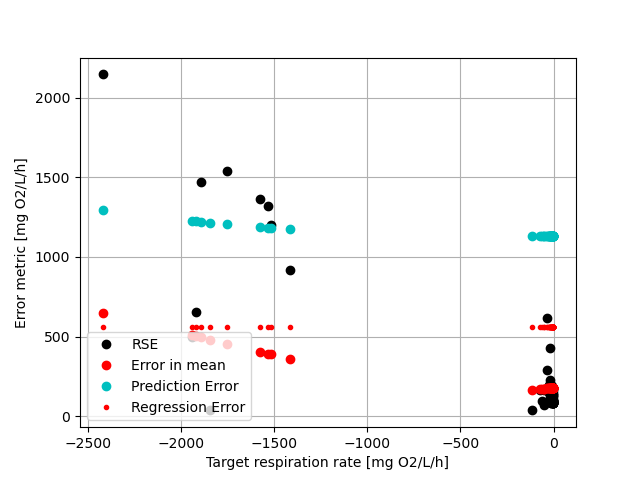 2000
1500
1000
500
0
Error metric [mg O2/L/h]
RSE
Error in mean
Prediction Error
Regression Error
−2500 −2000 −1500 −1000 −500 0
Target respiration rate [mg O2/L/h]